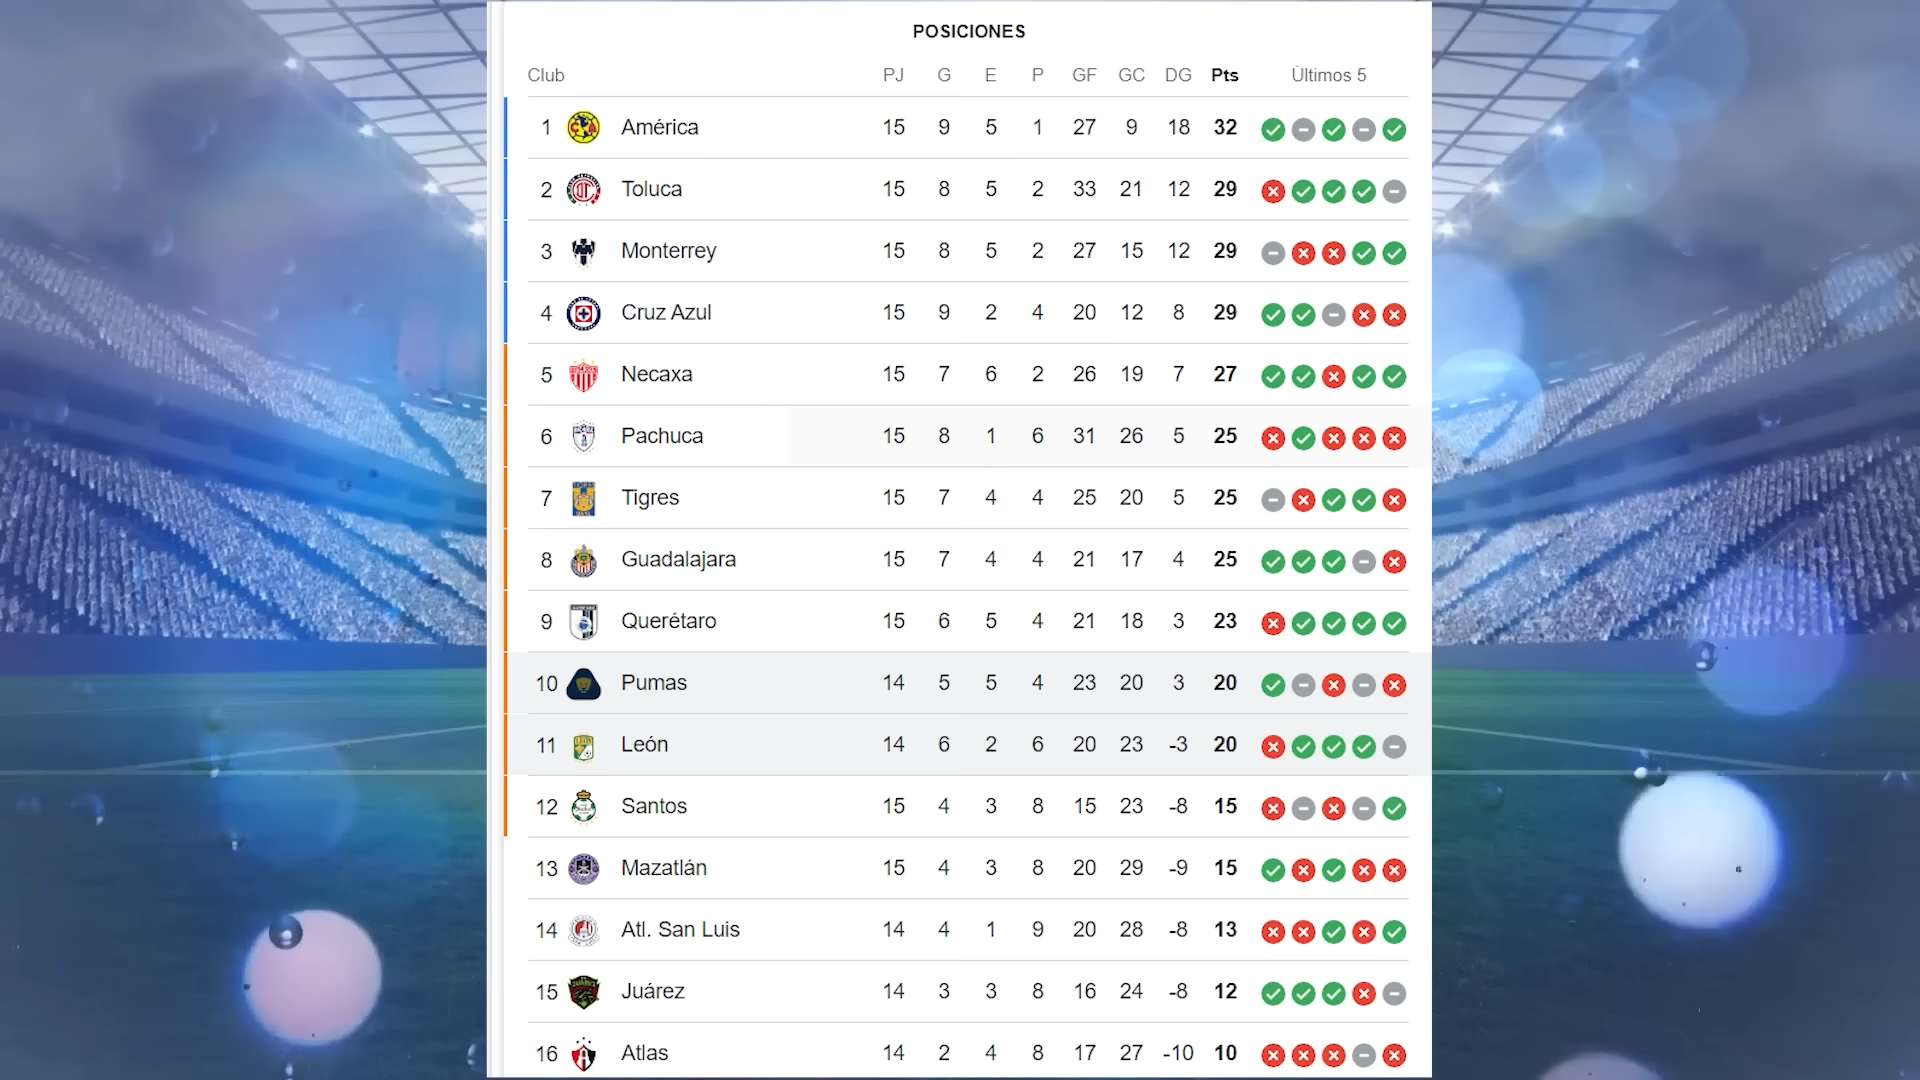 POSICIONES
Club PJ G E P GF GC DG Pts Últimos 5
1 América 15 9 5 1 27 9 18 32
2 Toluca 15 8 5 2 33 21 12 29
3 Monterrey 15 8 5 2 27 15 12 29
4 Cruz Azul 15 9 2 4 20 12 8 29
5 Necaxa 15 7 6 2 26 19 7 27
6 Pachuca 15 8 1 6 31 26 5 25
7 Tigres 15 7 4 4 25 20 5 25
8 Guadalajara 15 7 4 4 21 17 4 25
9 Querétaro 15 6 5 4 21 18 3 23
10 Pumas 14 5 5 4 23 20 3 20
11 León 14 6 2 6 20 23 -3 20
12 Santos 15 4 3 8 15 23 -8 15
13 Mazatlán 15 4 3 8 20 29 -9 15
14 Atl. San Luis 14 4 1 9 20 28 -8 13
15 Juárez 14 3 3 8 16 24 -8 12
16 Atlas 14 2 4 8 17 27 -10 10